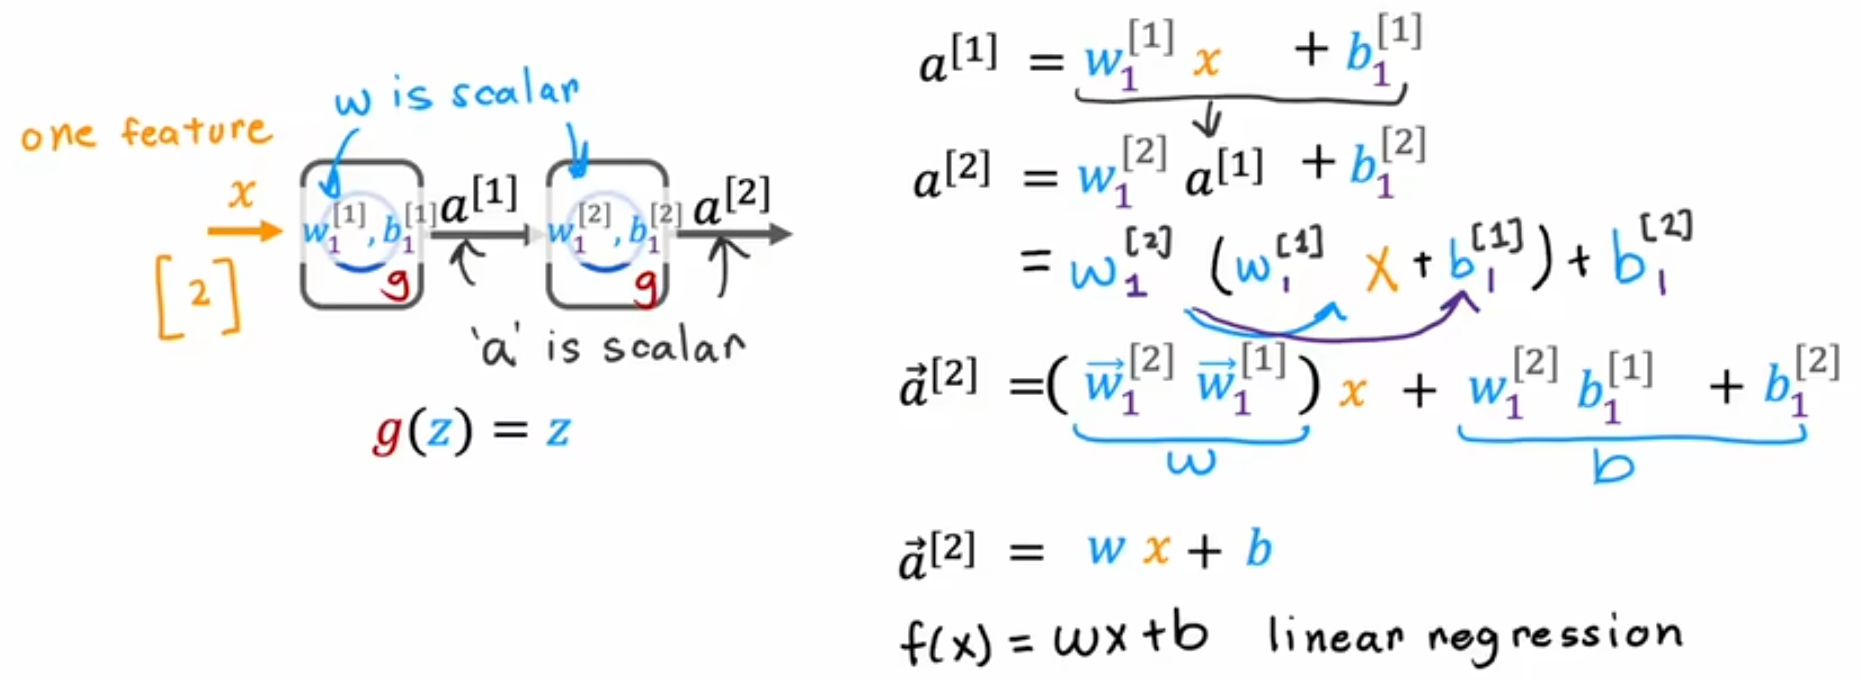 w is scalar
one feature
x
[2]
w₁^[1], b₁^[1]
g
a^[1]
w₁^[2], b₁^[2]
g
a^[2]
'a' is scalar
g(z) = z
a^[1] = w₁^[1] x + b₁^[1]
a^[2] = w₁^[2] a^[1] + b₁^[2]
= w₁^[2] (w₁^[1] x + b₁^[1]) + b₁^[2]
a⃗^[2] = (w⃗₁^[2] w⃗₁^[1]) x + w₁^[2] b₁^[1] + b₁^[2]
w b
a⃗^[2] = w x + b
f(x) = wx+b linear regression